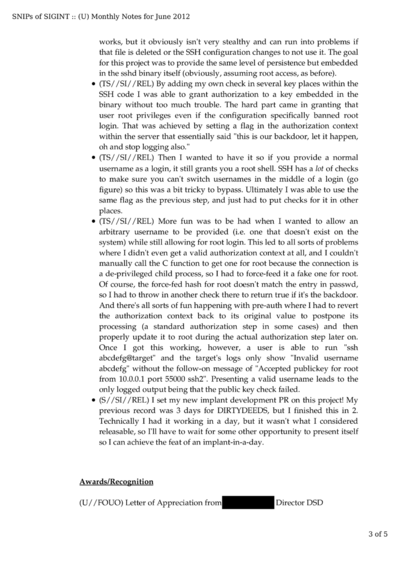 SNIPs of SIGINT :: (U) Monthly Notes for June 2012
works, but it obviously isn't very stealthy and can run into problems if
that file is deleted or the SSH configuration changes to not use it. The goal
for this project was to provide the same level of persistence but embedded
in the sshd binary itself (obviously, assuming root access, as before).
• (TS//SI//REL) By adding my own check in several key places within the
SSH code I was able to grant authorization to a key embedded in the
binary without too much trouble. The hard part came in granting that
user root privileges even if the configuration specifically banned root
login. That was achieved by setting a flag in the authorization context
within the server that essentially said "this is our backdoor, let it happen,
oh and stop logging also."
• (TS//SI//REL) Then I wanted to have it so if you provide a normal
username as a login, it still grants you a root shell. SSH has a lot of checks
to make sure you can't switch usernames in the middle of a login (go
figure) so this was a bit tricky to bypass. Ultimately I was able to use the
same flag as the previous step, and just had to put checks for it in other
places.
• (TS//SI//REL) More fun was to be had when I wanted to allow an
arbitrary username to be provided (i.e. one that doesn't exist on the
system) while still allowing for root login. This led to all sorts of problems
where I didn't even get a valid authorization context at all, and I couldn't
manually call the C function to get one for root because the connection is
a de-privileged child process, so I had to force-feed it a fake one for root.
Of course, the force-fed hash for root doesn't match the entry in passwd,
so I had to throw in another check there to return true if it's the backdoor.
And there's all sorts of fun happening with pre-auth where I had to revert
the authorization context back to its original value to postpone its
processing (a standard authorization step in some cases) and then
properly update it to root during the actual authorization step later on.
Once I got this working, however, a user is able to run "ssh
abcdefg@target" and the target's logs only show "Invalid username
abcdefg" without the follow-on message of "Accepted publickey for root
from 10.0.0.1 port 55000 ssh2". Presenting a valid username leads to the
only logged output being that the public key check failed.
• (S//SI//REL) I set my new implant development PR on this project! My
previous record was 3 days for DIRTYDEEDS, but I finished this in 2.
Technically I had it working in a day, but it wasn't what I considered
releasable, so I'll have to wait for some other opportunity to present itself
so I can achieve the feat of an implant-in-a-day.
Awards/Recognition
(U//FOUO) Letter of Appreciation from Director DSD
3 of 5